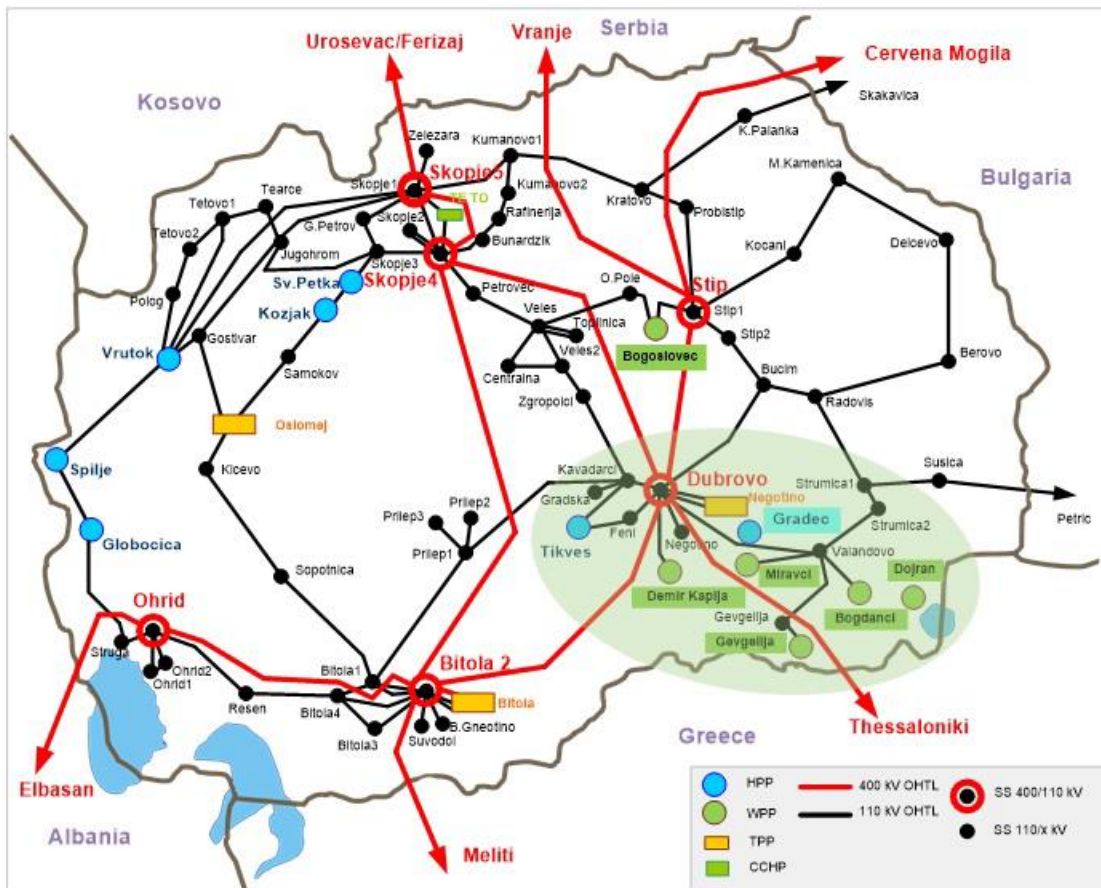 Serbia
Vranje
Urosevac/Ferizaj
Cervena Mogila
Skakavica
Kosovo
K.Palanka
Zelezara
Kumanovo1
M.Kamenica
Skopje5
Skopje1
Bulgaria
Tearce
TE TO
Kumanovo2
Kratovo
Tetovo1
Skopje2
Rafinerija
Probistip
G.Petrov
Tetovo2
Bunardzik
Kocani
Delcevo
Jugohrom
Skopje3
Skopje4
Sv.Petka
O.Pole
Stip
Petrovec
Polog
Veles
Stip1
Kozjak
Toplinica
Gostivar
Stip2
Vrutok
Veles2
Bogoslovec
Berovo
Samokov
Bucim
Centralna
Radovis
Zgropolci
Oslomej
Spilje
Kicevo
Kavadarci
Dubrovo
Susica
Strumica1
Gradska
Negotino
Prilep2
Petric
Prilep3
Gradec
Strumica2
Globocica
Feni
Tikves
Negotino
Prilep1
Valandovo
Dojran
Miravci
Sopotnica
Demir Kapija
Bogdanci
Ohrid
Gevgelija
Gevgelija
Struga
Ohrid2
Bitola 2
Ohrid1
Bitola1
Bitola
Resen
Bitola4
B.Gneotino
Thessaloniki
Bitola3
Suvodol
Greece
Elbasan
HPP
400 kV OHTL
SS 400/110 kV
WPP
110 kV OHTL
SS 110/x kV
Albania
TPP
Meliti
CCHP